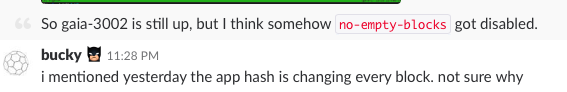 So gaia-3002 is still up, but I think somehow no-empty-blocks got disabled.
bucky 11:28 PM
i mentioned yesterday the app hash is changing every block. not sure why